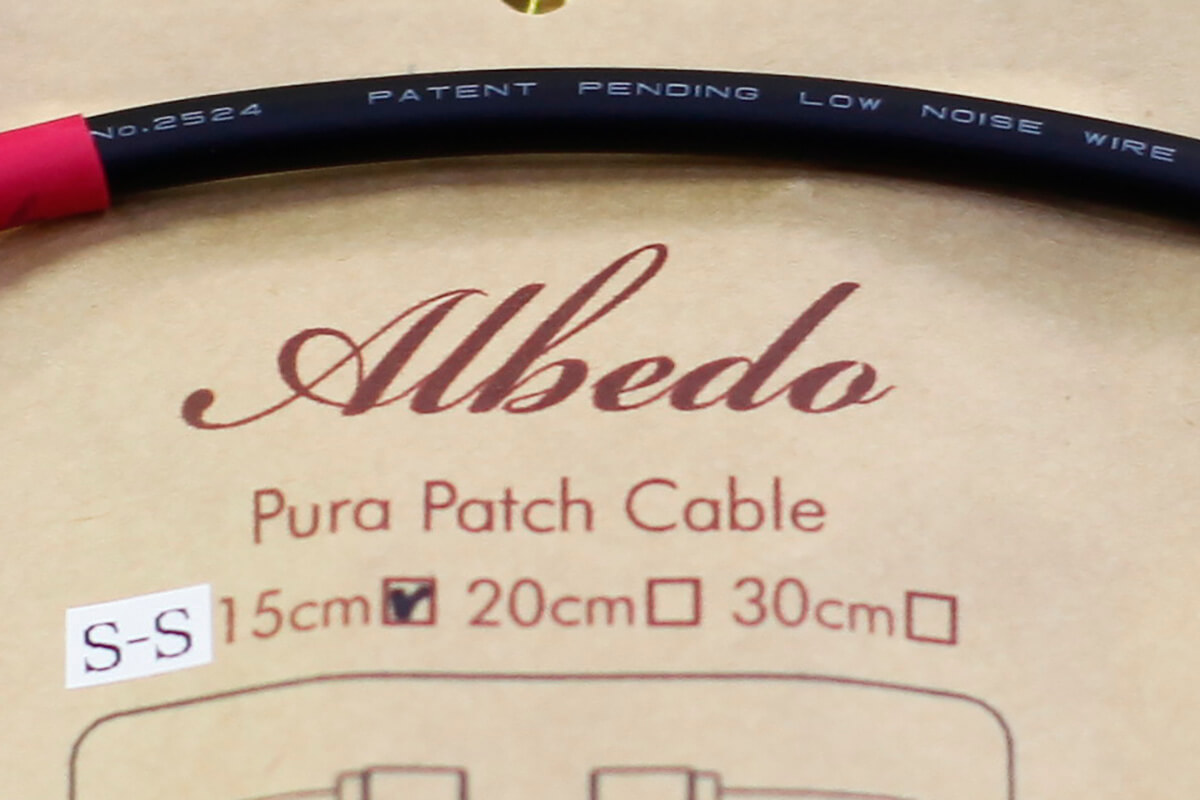 No.2524 PATENT PENDING LOW NOISE WIRE
Albedo
Pura Patch Cable
S-S 15cm 20cm 30cm